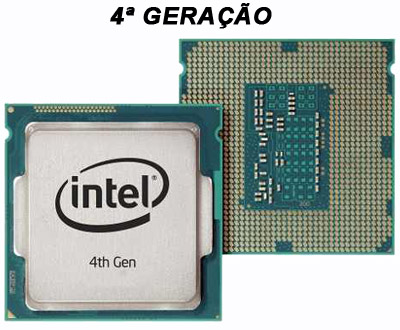 4ª GERAÇÃO
intel
4th Gen